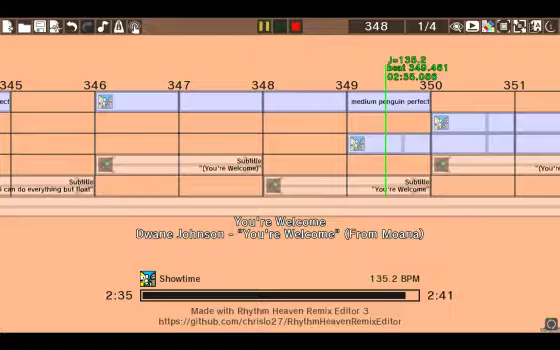 348
1/4
♩=135.2
beat 349.461
02:35.066
345
346
347
348
349
350
351
medium penguin perfect
Subtitle
"(You're Welcome)"
Subtitle
i can do everything but float"
Subtitle
"You're Welcome"
You're Welcome
Dwane Johnson - "You're Welcome" (From Moana)
Showtime
135.2 BPM
2:35
2:41
Made with Rhythm Heaven Remix Editor 3
https://github.com/chrislo27/RhythmHeavenRemixEditor